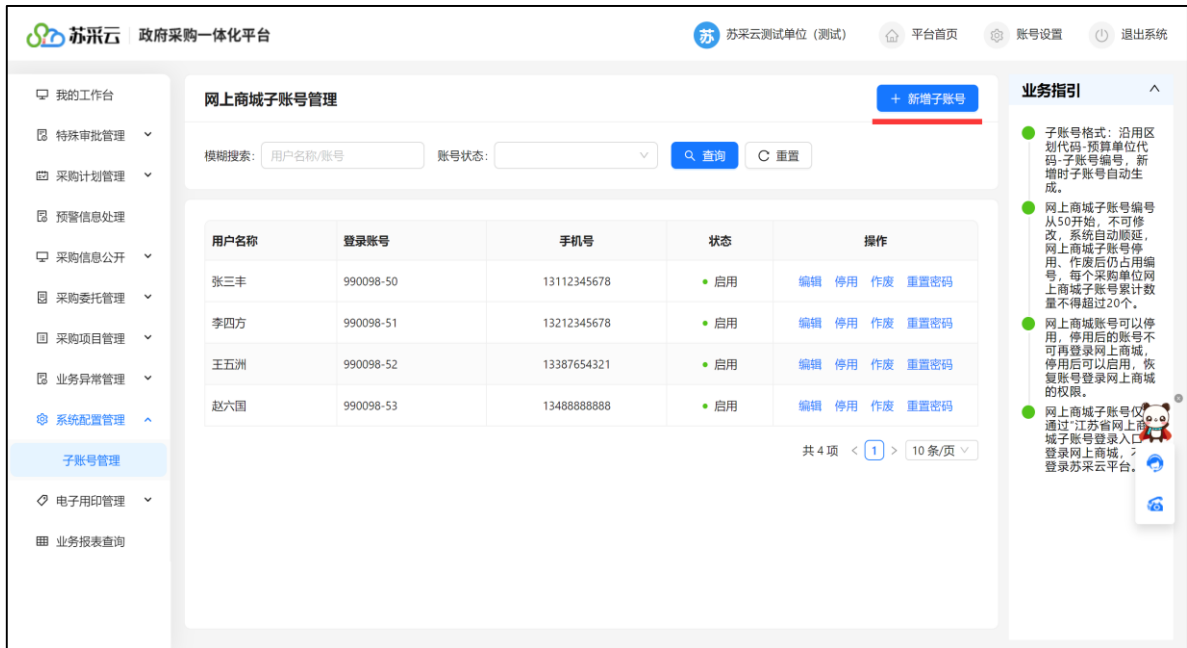 苏采云 政府采购一体化平台
苏 苏采云测试单位（测试） 平台首页 账号设置 退出系统
我的工作台
特殊审批管理
采购计划管理
预警信息处理
采购信息公开
采购委托管理
采购项目管理
业务异常管理
系统配置管理
子账号管理
电子用印管理
业务报表查询
网上商城子账号管理 + 新增子账号
模糊搜索: 用户名称/账号 账号状态: 查询 重置
用户名称 登录账号 手机号 状态 操作
张三丰 990098-50 13112345678 启用 编辑 停用 作废 重置密码
李四方 990098-51 13212345678 启用 编辑 停用 作废 重置密码
王五洲 990098-52 13387654321 启用 编辑 停用 作废 重置密码
赵六国 990098-53 13488888888 启用 编辑 停用 作废 重置密码
共 4 项 < 1 > 10 条/页
业务指引
子账号格式：沿用区
划代码-预算单位代
码-子账号编号，新
增时子账号自动生
成。
网上商城子账号编号
从50开始，不可修
改，系统自动顺延，
网上商城子账号停
用、作废后仍占用编
号，每个采购单位网
上商城子账号累计数
量不得超过20个。
网上商城账号可以停
用，停用后的账号不
可再登录网上商城，
停用后可以启用，恢
复账号登录网上商城
的权限。
网上商城子账号仅
通过"江苏省网上商
城子账号登录入口
登录网上商城，
登录苏采云平台。